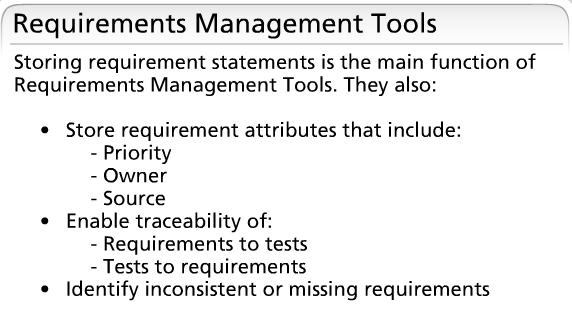 Requirements Management Tools
Storing requirement statements is the main function of
Requirements Management Tools. They also:
• Store requirement attributes that include:
- Priority
- Owner
- Source
• Enable traceability of:
- Requirements to tests
- Tests to requirements
• Identify inconsistent or missing requirements